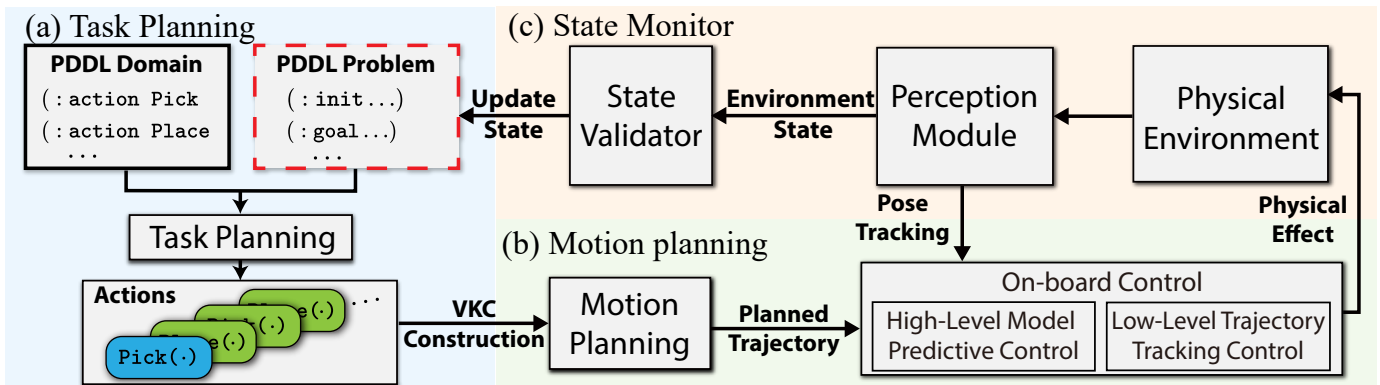 (a) Task Planning
PDDL Domain
(:action Pick
(:action Place
...
PDDL Problem
(:init...)
(:goal...)
...
Task Planning
Actions
Pick(·)
...
(c) State Monitor
Update
State
State
Validator
Environment
State
Perception
Module
Physical
Environment
Pose
Tracking
Physical
Effect
(b) Motion planning
VKC
Construction
Motion
Planning
Planned
Trajectory
On-board Control
High-Level Model
Predictive Control
Low-Level Trajectory
Tracking Control